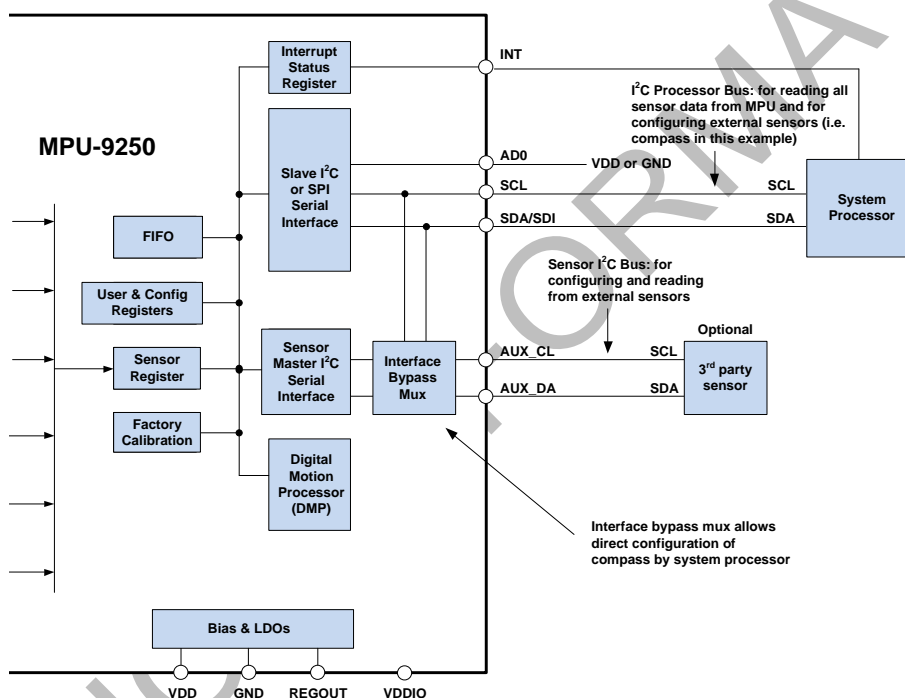 MPU-9250
Interrupt
Status
Register
INT
I²C Processor Bus: for reading all
sensor data from MPU and for
configuring external sensors (i.e.
compass in this example)
Slave I²C
or SPI
Serial
Interface
AD0
VDD or GND
SCL
SCL
SDA/SDI
SDA
System
Processor
FIFO
User & Config
Registers
Sensor
Register
Factory
Calibration
Sensor I²C Bus: for
configuring and reading
from external sensors
Sensor
Master I²C
Serial
Interface
Interface
Bypass
Mux
AUX_CL
SCL
AUX_DA
SDA
Optional
3rd party
sensor
Digital
Motion
Processor
(DMP)
Interface bypass mux allows
direct configuration of
compass by system processor
Bias & LDOs
VDD
GND
REGOUT
VDDIO